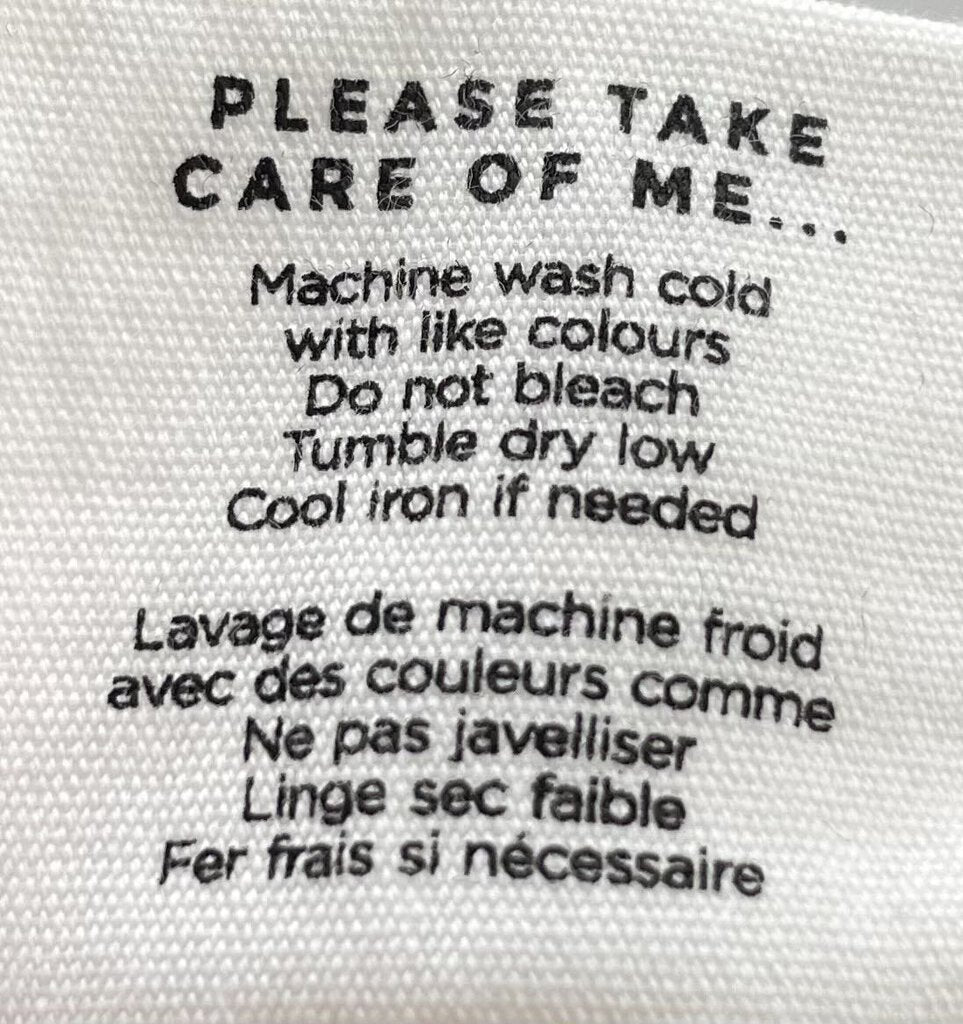 PLEASE TAKE
CARE OF ME...
Machine wash cold
with like colours
Do not bleach
Tumble dry low
Cool iron if needed
Lavage de machine froid
avec des couleurs comme
Ne pas javelliser
Linge sec faible
Fer frais si nécessaire